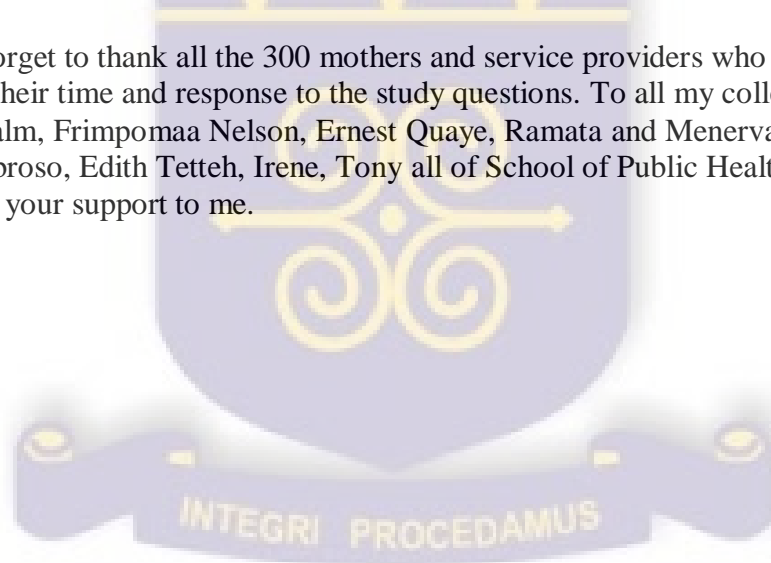 orget to thank all the 300 mothers and service providers who
heir time and response to the study questions. To all my colle
alm, Frimpomaa Nelson, Ernest Quaye, Ramata and Menerva
broso, Edith Tetteh, Irene, Tony all of School of Public Healt
your support to me.
INTEGRI PROCEDAMUS